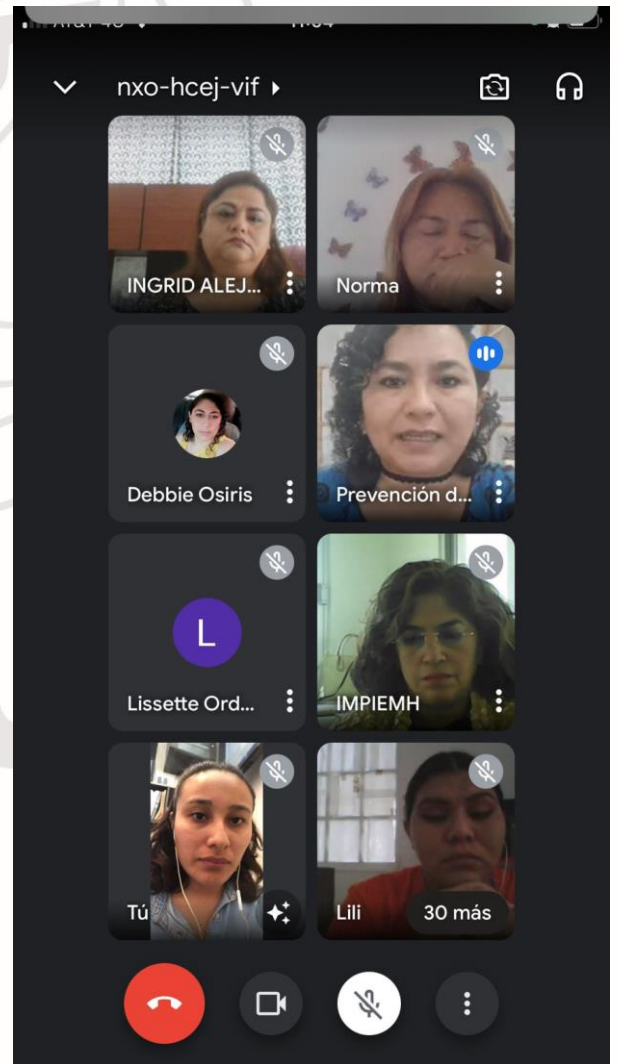 nxo-hcej-vif
INGRID ALEJ...
Norma
Debbie Osiris
Prevención d...
L
Lissette Ord...
IMPIEMH
Tú
Lili
30 más